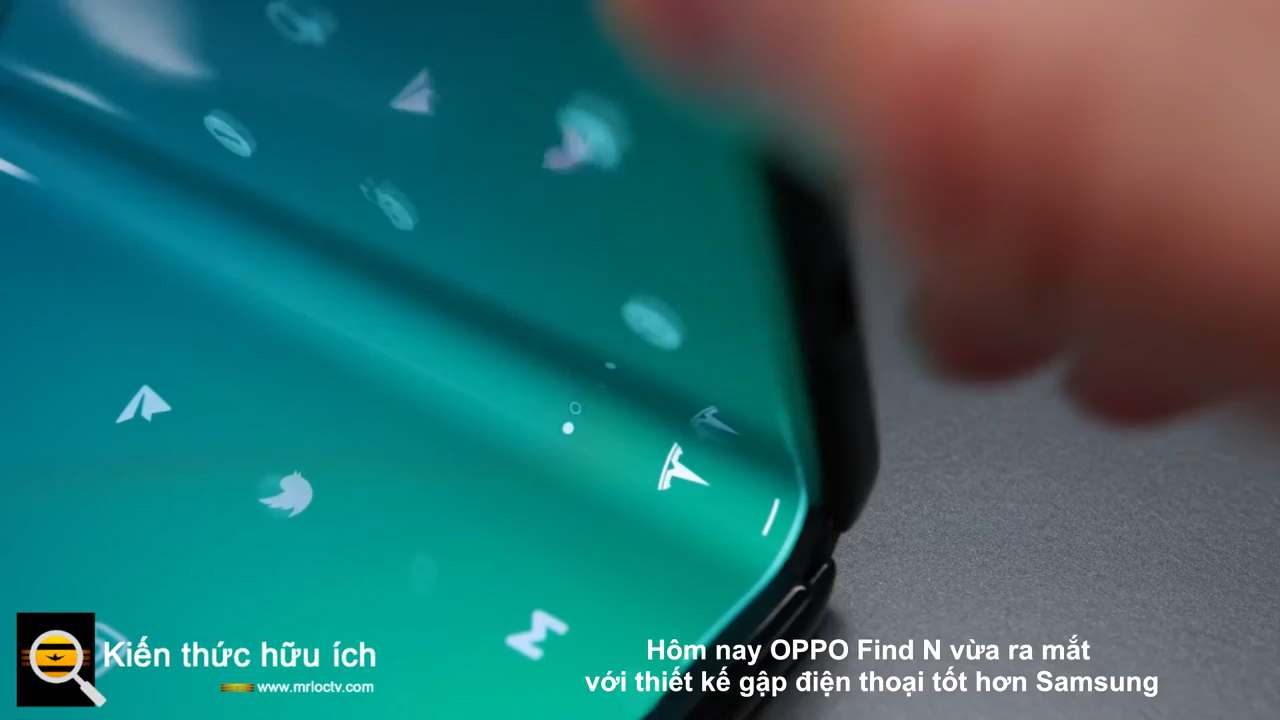 Kiến thức hữu ích
www.mrloctv.com
Hôm nay OPPO Find N vừa ra mắt
với thiết kế gập điện thoại tốt hơn Samsung